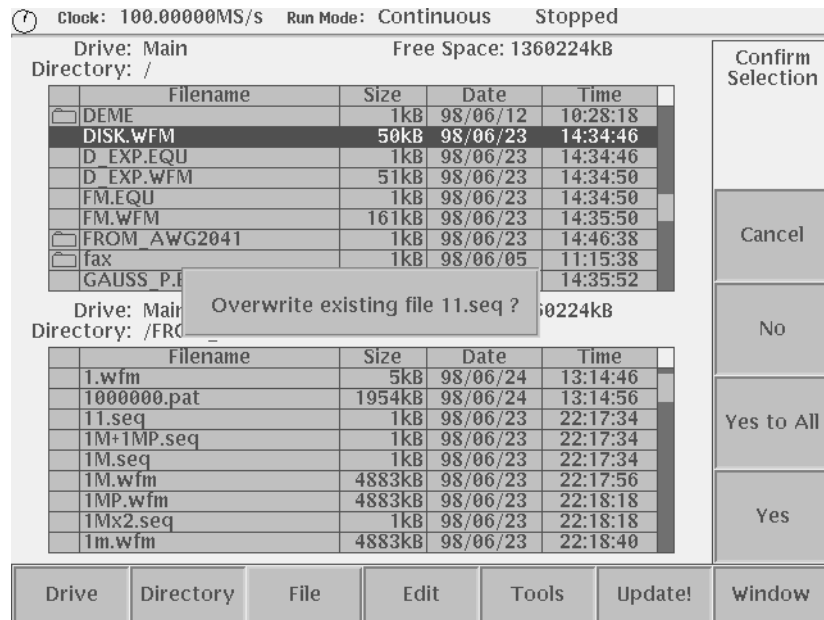 Clock: 100.00000MS/s Run Mode: Continuous Stopped
Drive: Main Free Space: 1360224kB
Directory: /
Filename Size Date Time
DEME 1kB 98/06/12 10:28:18
DISK.WFM 50kB 98/06/23 14:34:46
D_EXP.EQU 1kB 98/06/23 14:34:46
D_EXP.WFM 51kB 98/06/23 14:34:50
FM.EQU 1kB 98/06/23 14:34:50
FM.WFM 161kB 98/06/23 14:35:50
FROM_AWG2041 1kB 98/06/23 14:46:38
fax 1kB 98/06/05 11:15:38
GAUSS_P.E 14:35:52
Overwrite existing file 11.seq ?
Drive: Main 60224kB
Directory: /FRO
Filename Size Date Time
1.wfm 5kB 98/06/24 13:14:46
1000000.pat 1954kB 98/06/24 13:14:56
11.seq 1kB 98/06/23 22:17:34
1M+1MP.seq 1kB 98/06/23 22:17:34
1M.seq 1kB 98/06/23 22:17:34
1M.wfm 4883kB 98/06/23 22:17:56
1MP.wfm 4883kB 98/06/23 22:18:18
1Mx2.seq 1kB 98/06/23 22:18:18
1m.wfm 4883kB 98/06/23 22:18:40
Confirm
Selection
Cancel
No
Yes to All
Yes
Drive Directory File Edit Tools Update! Window